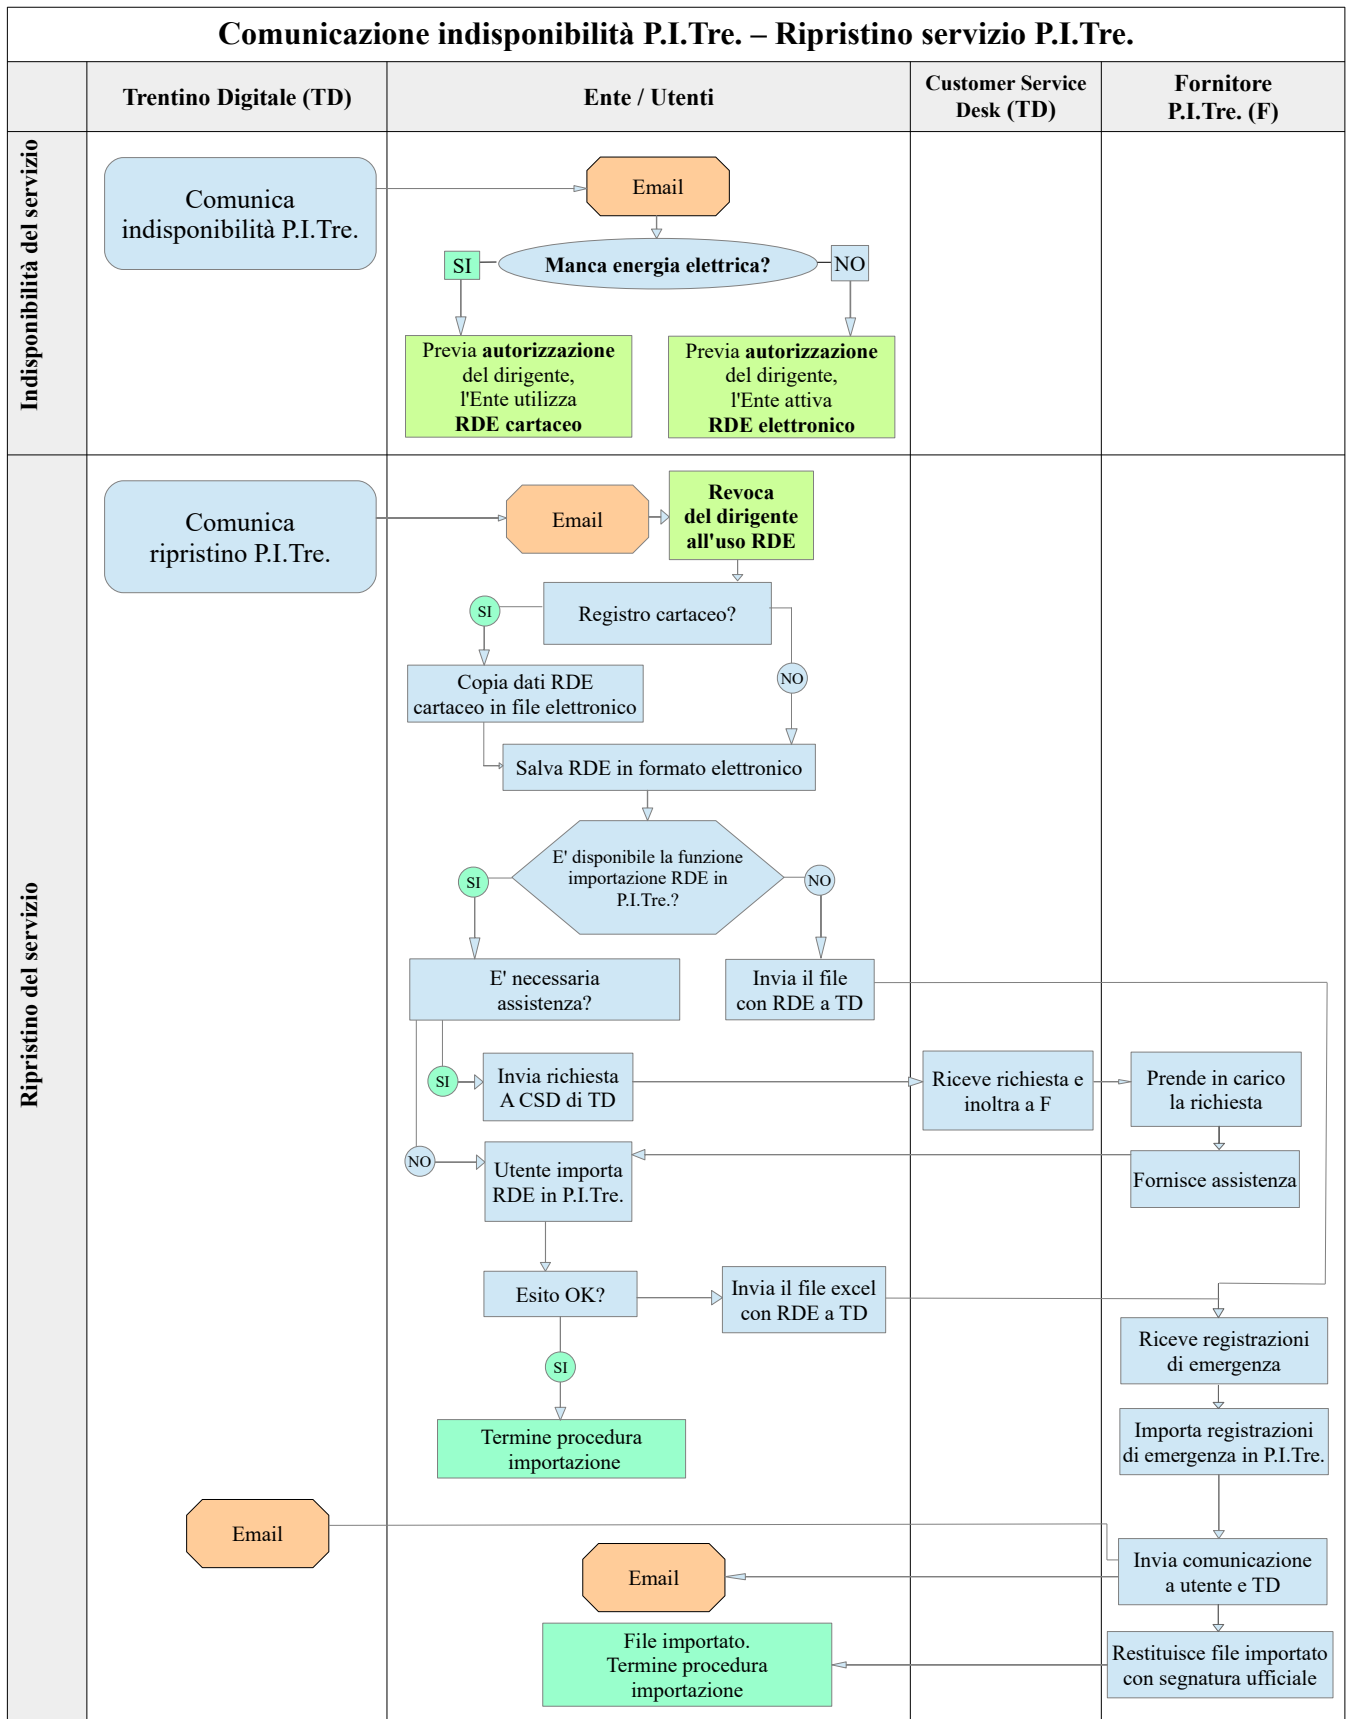 Comunicazione indisponibilità P.I.Tre. – Ripristino servizio P.I.Tre.
Trentino Digitale (TD)
Ente / Utenti
Customer Service
Desk (TD)
Fornitore
P.I.Tre. (F)
Indisponibilità del servizio
Comunica
indisponibilità P.I.Tre.
Email
Manca energia elettrica?
SI
NO
Previa autorizzazione
del dirigente,
l'Ente utilizza
RDE cartaceo
Previa autorizzazione
del dirigente,
l'Ente attiva
RDE elettronico
Ripristino del servizio
Comunica
ripristino P.I.Tre.
Email
Revoca
del dirigente
all'uso RDE
Registro cartaceo?
SI
NO
Copia dati RDE
cartaceo in file elettronico
Salva RDE in formato elettronico
E' disponibile la funzione
importazione RDE in
P.I.Tre.?
SI
NO
E' necessaria
assistenza?
Invia il file
con RDE a TD
SI
Invia richiesta
A CSD di TD
Riceve richiesta e
inoltra a F
Prende in carico
la richiesta
NO
Utente importa
RDE in P.I.Tre.
Fornisce assistenza
Esito OK?
Invia il file excel
con RDE a TD
SI
Riceve registrazioni
di emergenza
Termine procedura
importazione
Importa registrazioni
di emergenza in P.I.Tre.
Email
Email
Invia comunicazione
a utente e TD
File importato.
Termine procedura
importazione
Restituisce file importato
con segnatura ufficiale